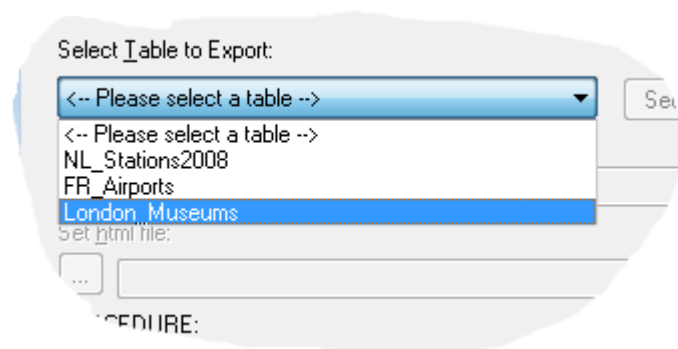 Select Table to Export:
<-- Please select a table -->
<-- Please select a table -->
NL_Stations2008
FR_Airports
London_Museums
Set html file:
...